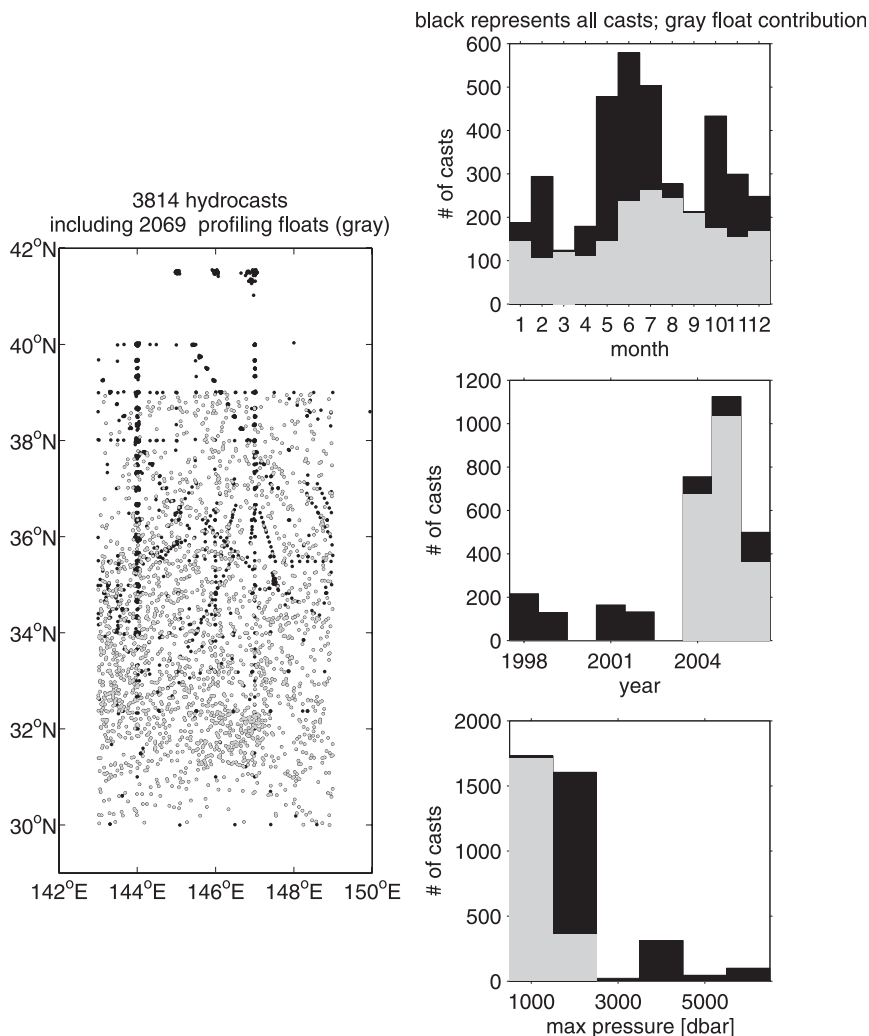 black represents all casts; gray float contribution
3814 hydrocasts
including 2069 profiling floats (gray)
42°N
40°N
38°N
36°N
34°N
32°N
30°N
142°E 144°E 146°E 148°E 150°E
600
500
400
300
200
100
0
# of casts
1 2 3 4 5 6 7 8 9 101112
month
1200
1000
800
600
400
200
0
# of casts
1998 2001 2004
year
2000
1500
1000
500
0
# of casts
1000 3000 5000
max pressure [dbar]